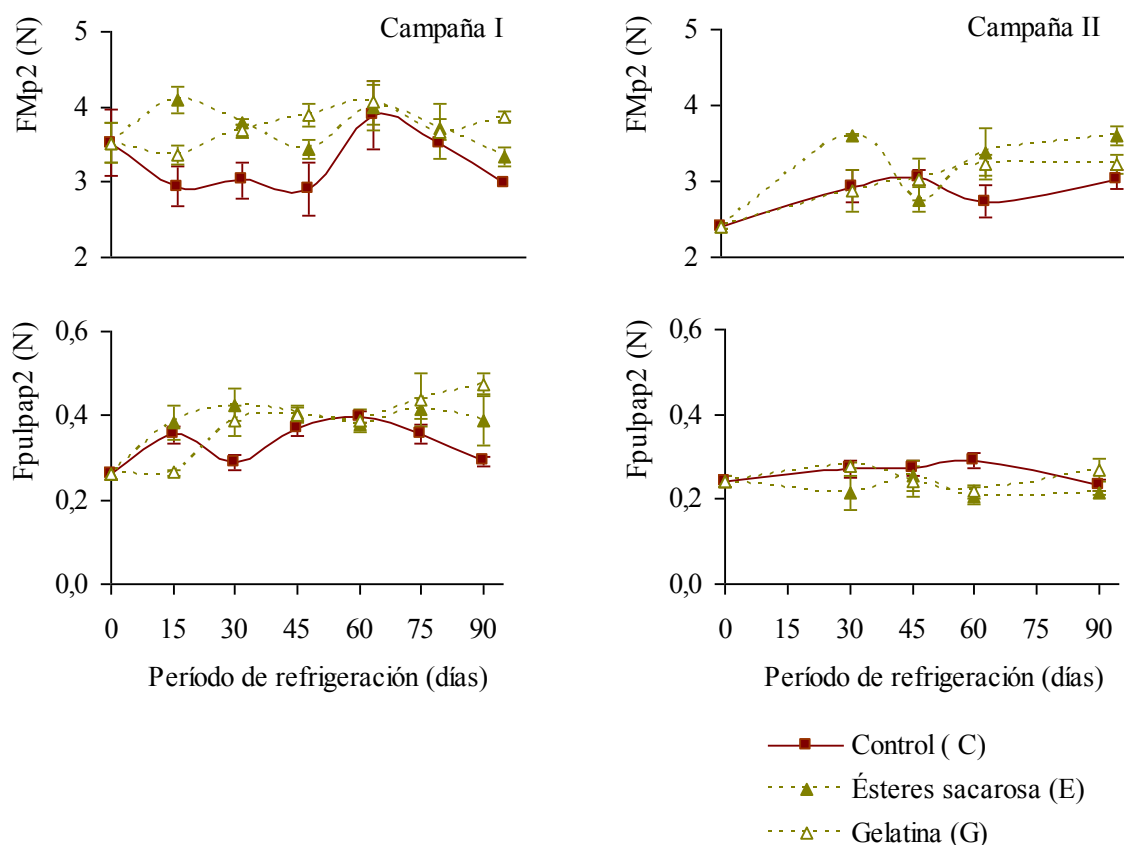 Campaña I
FMp2 (N)
5
4
3
2
Campaña II
FMp2 (N)
5
4
3
2
Fpulpap2 (N)
0,6
0,4
0,2
0,0
0 15 30 45 60 75 90
Período de refrigeración (días)
Fpulpap2 (N)
0,6
0,4
0,2
0,0
0 15 30 45 60 75 90
Período de refrigeración (días)
Control ( C)
Ésteres sacarosa (E)
Gelatina (G)